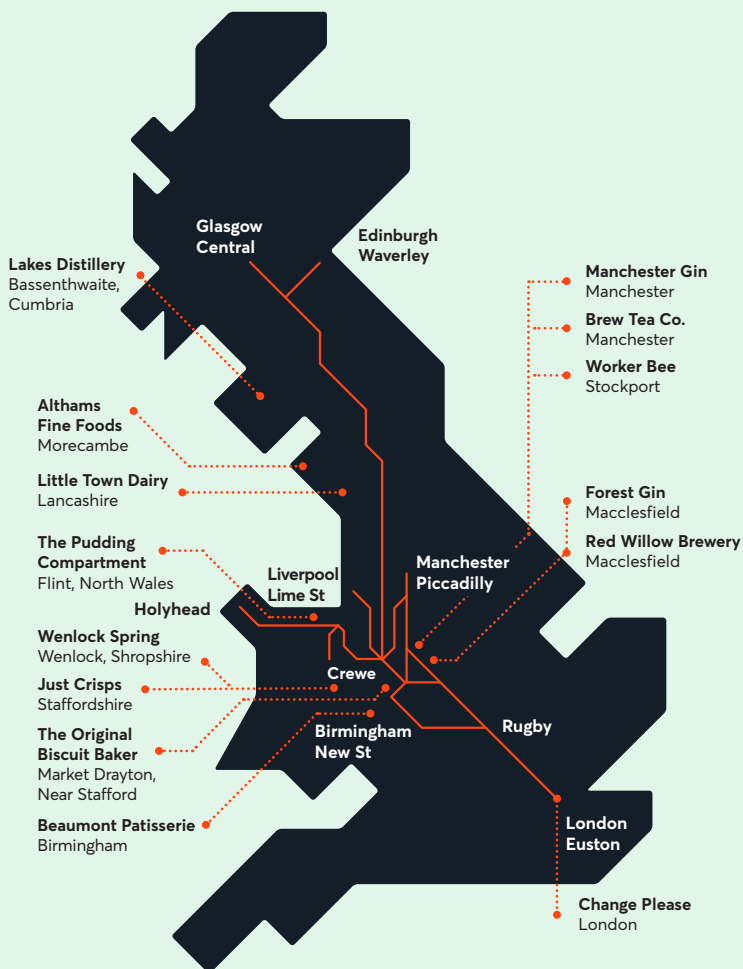 Glasgow
Central
Edinburgh
Waverley
Lakes Distillery
Bassenthwaite,
Cumbria
Manchester Gin
Manchester
Brew Tea Co.
Manchester
Worker Bee
Stockport
Althams
Fine Foods
Morecambe
Little Town Dairy
Lancashire
Forest Gin
Macclesfield
Red Willow Brewery
Macclesfield
The Pudding
Compartment
Flint, North Wales
Liverpool
Lime St
Manchester
Piccadilly
Holyhead
Wenlock Spring
Wenlock, Shropshire
Crewe
Just Crisps
Staffordshire
The Original
Biscuit Baker
Market Drayton,
Near Stafford
Birmingham
New St
Rugby
Beaumont Patisserie
Birmingham
London
Euston
Change Please
London